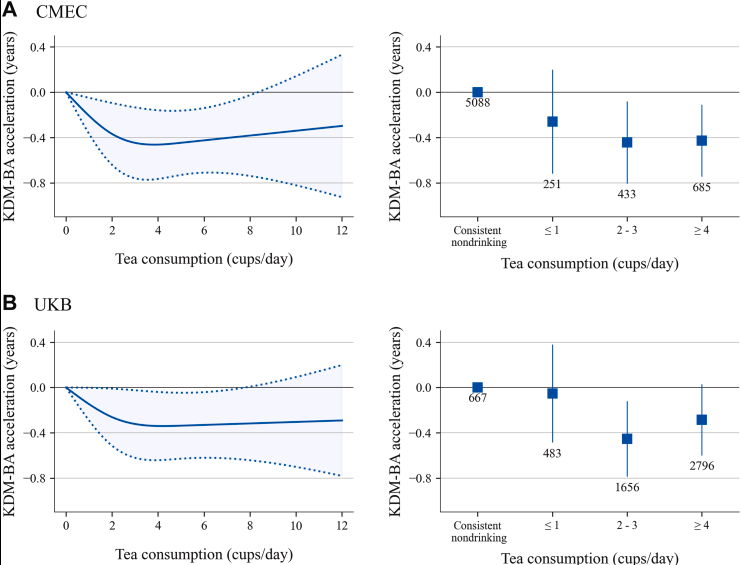 A CMEC
KDM-BA acceleration (years)
0.4
0.0
−0.4
−0.8
0 2 4 6 8 10 12
Tea consumption (cups/day)
KDM-BA acceleration (years)
0.4
0.0
−0.4
−0.8
5088
251
433
685
Consistent
nondrinking
≤ 1
2 - 3
≥ 4
Tea consumption (cups/day)
B UKB
KDM-BA acceleration (years)
0.4
0.0
−0.4
−0.8
0 2 4 6 8 10 12
Tea consumption (cups/day)
KDM-BA acceleration (years)
0.4
0.0
−0.4
−0.8
667
483
1656
2796
Consistent
nondrinking
≤ 1
2 - 3
≥ 4
Tea consumption (cups/day)